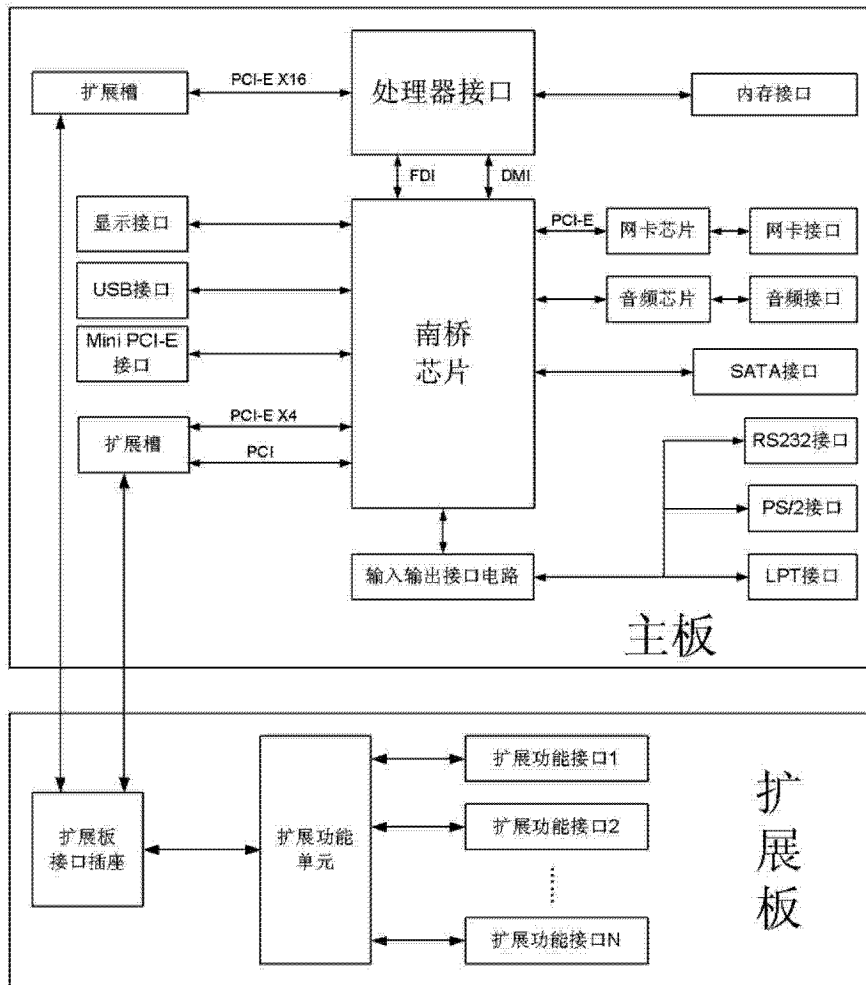 扩展槽
PCI-E X16
处理器接口
内存接口
FDI
DMI
显示接口
USB接口
Mini PCI-E
接口
扩展槽
PCI-E X4
PCI
南桥
芯片
PCI-E
网卡芯片
网卡接口
音频芯片
音频接口
SATA接口
RS232接口
PS/2接口
LPT接口
输入输出接口电路
主板
扩展板
接口插座
扩展功能
单元
扩展功能接口1
扩展功能接口2
......
扩展功能接口N
扩
展
板